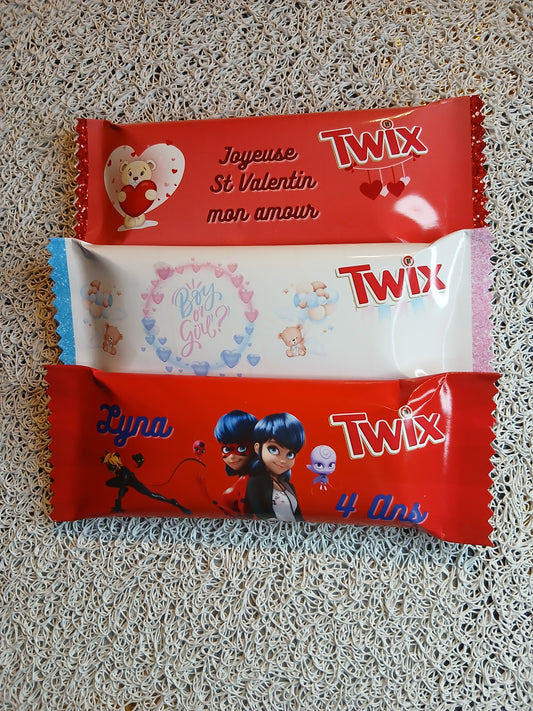 Joyeuse
St Valentin
mon amour
Twix
Boy
or
Girl?
Twix
Lyna
Twix
4 Ans